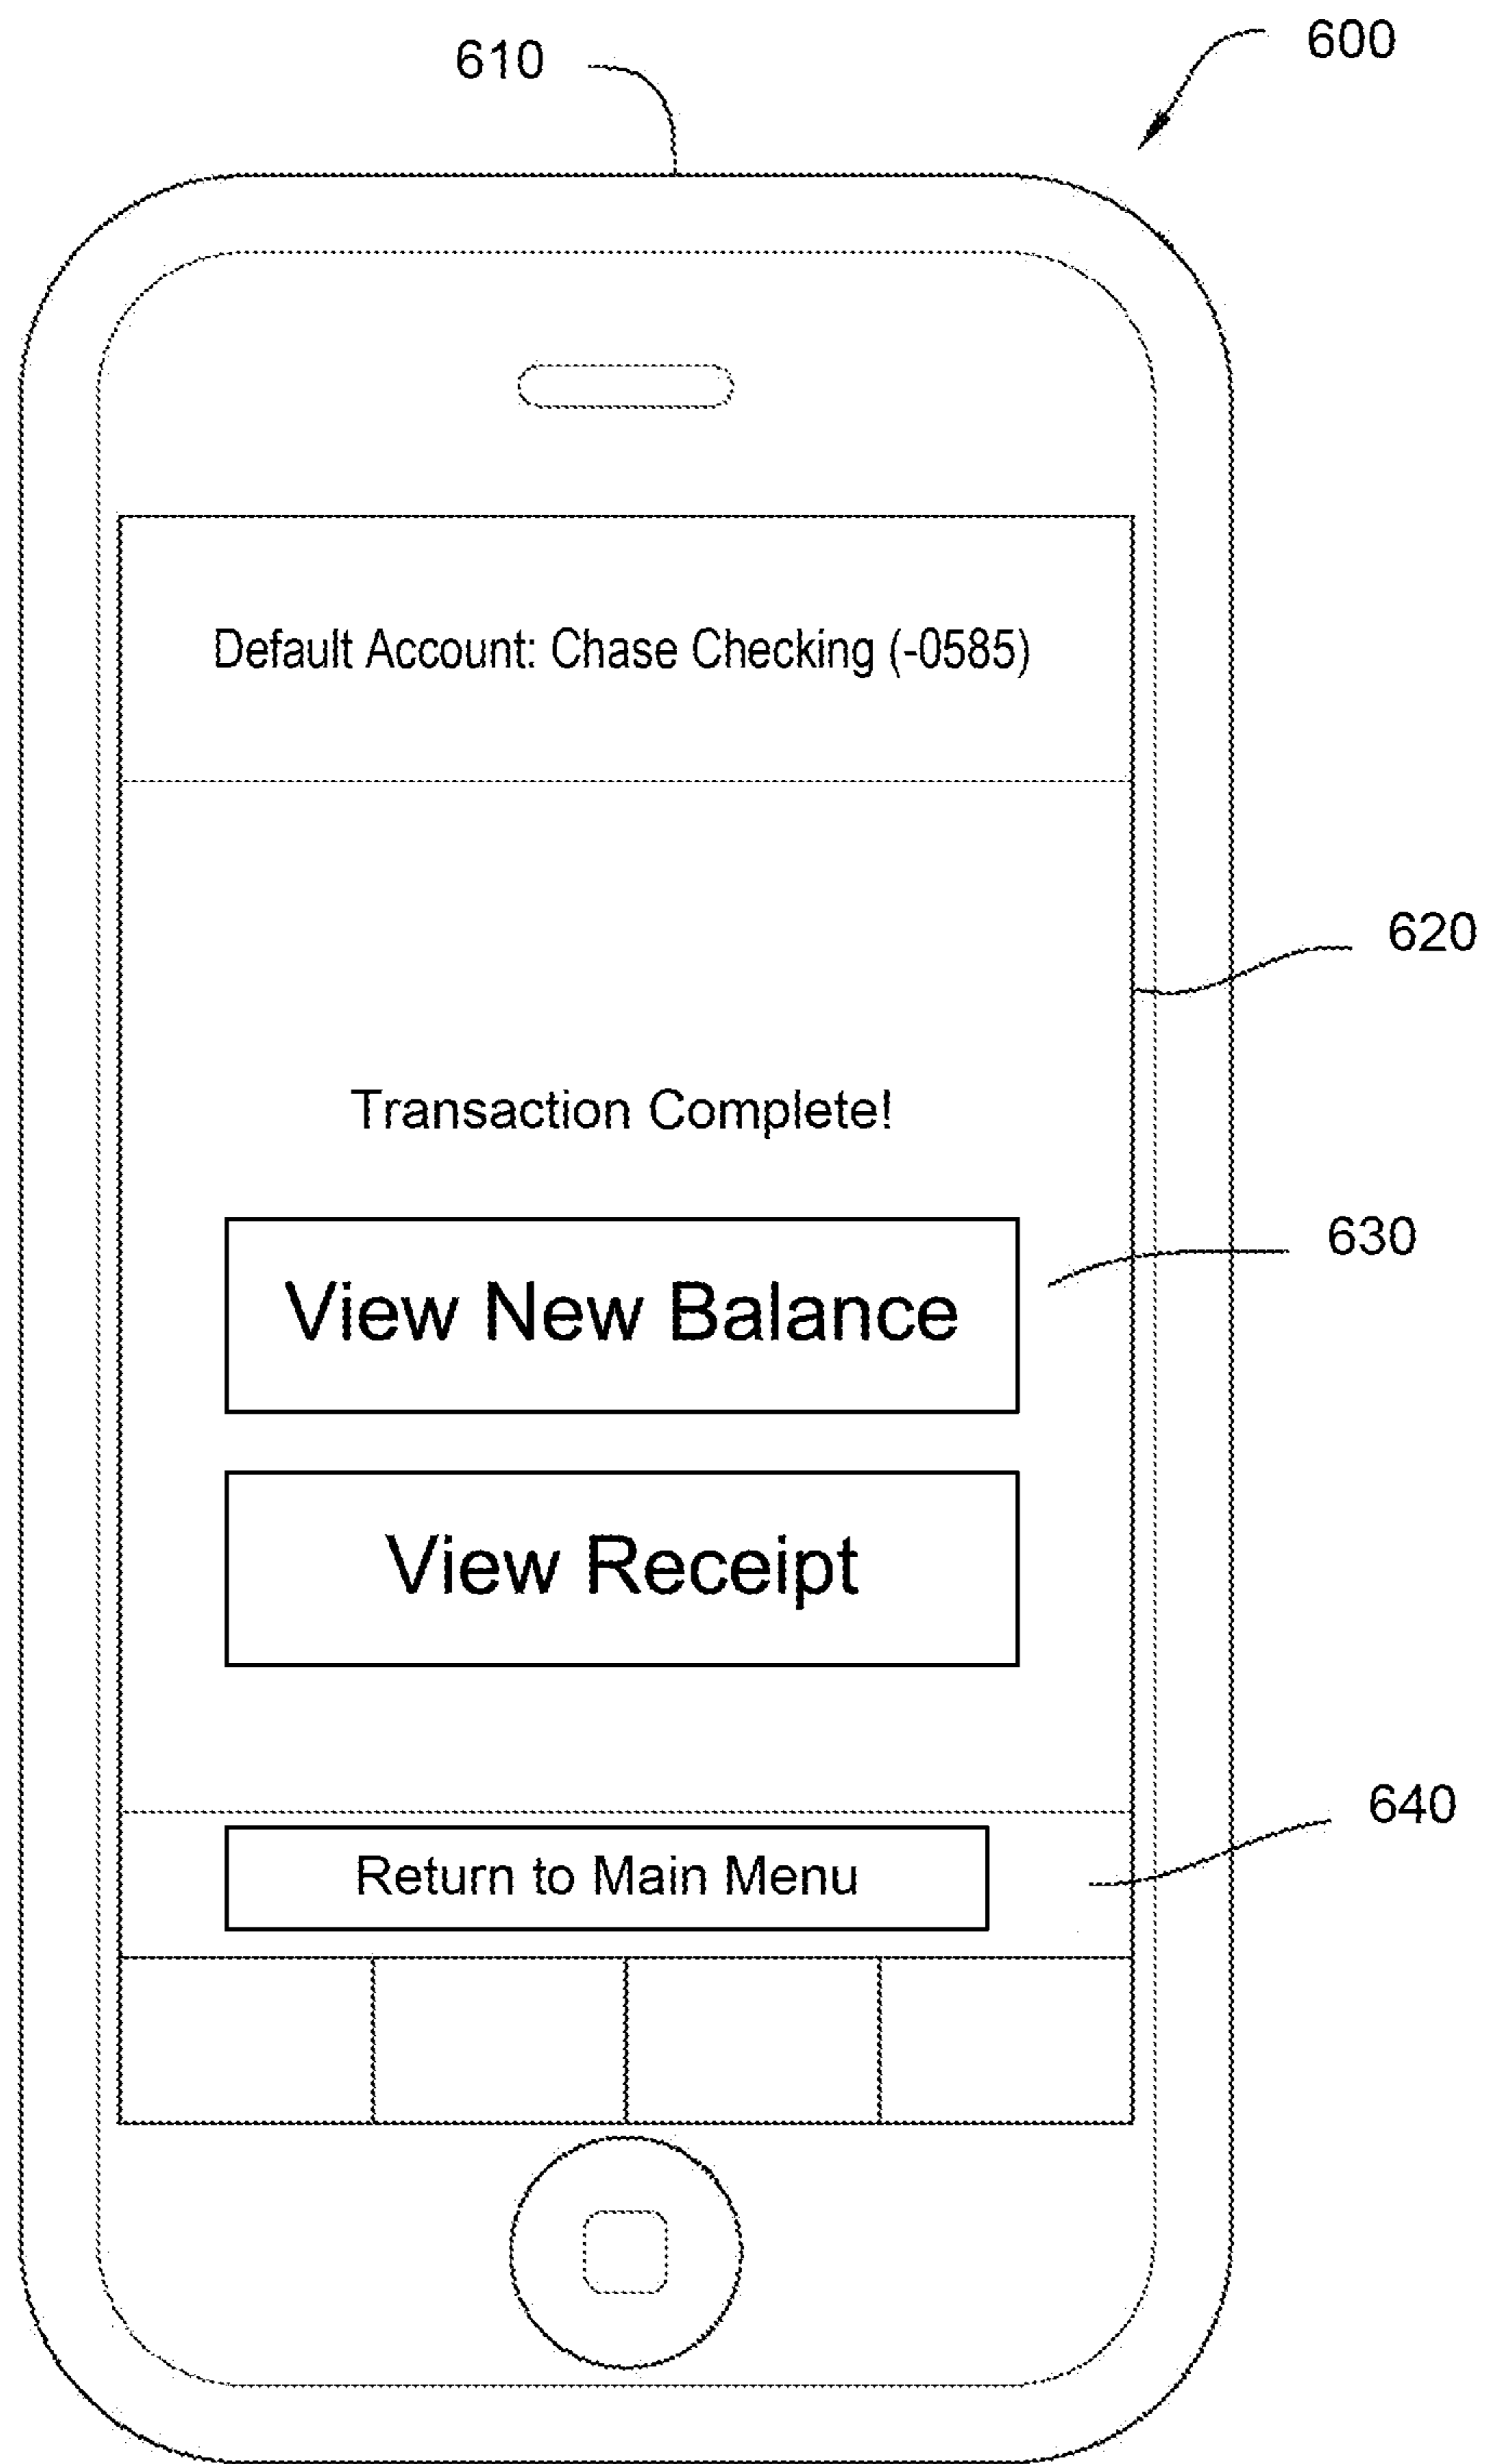 610
600
Default Account: Chase Checking (-0585)
620
Transaction Complete!
630
View New Balance
View Receipt
640
Return to Main Menu